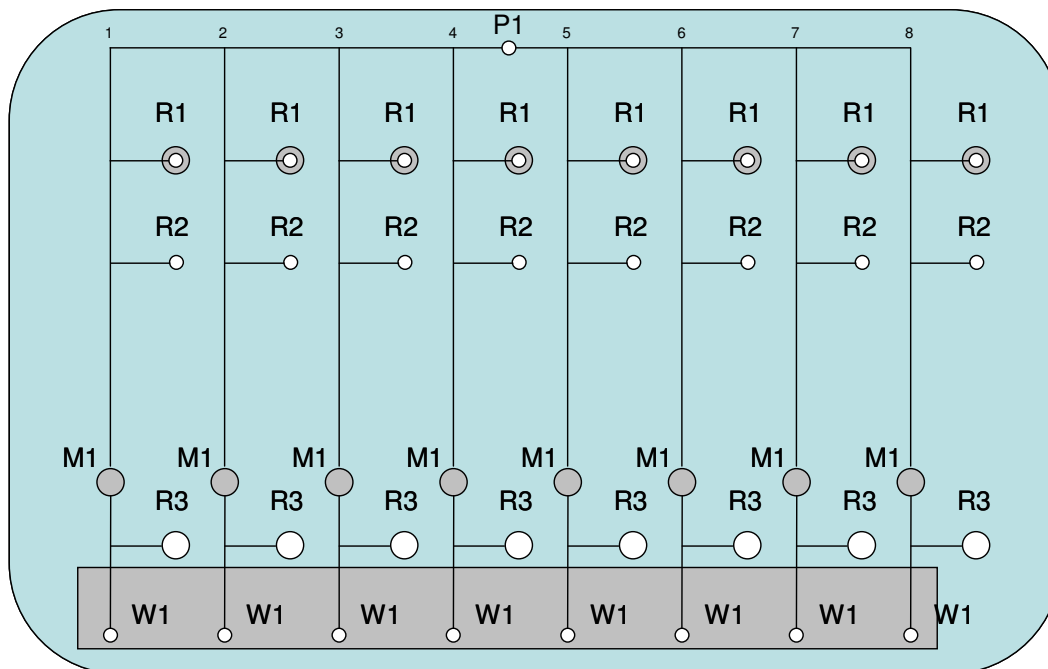 P1
1 2 3 4 5 6 7 8
R1 R1 R1 R1 R1 R1 R1 R1
R2 R2 R2 R2 R2 R2 R2 R2
M1 M1 M1 M1 M1 M1 M1 M1
R3 R3 R3 R3 R3 R3 R3 R3
W1 W1 W1 W1 W1 W1 W1 W1